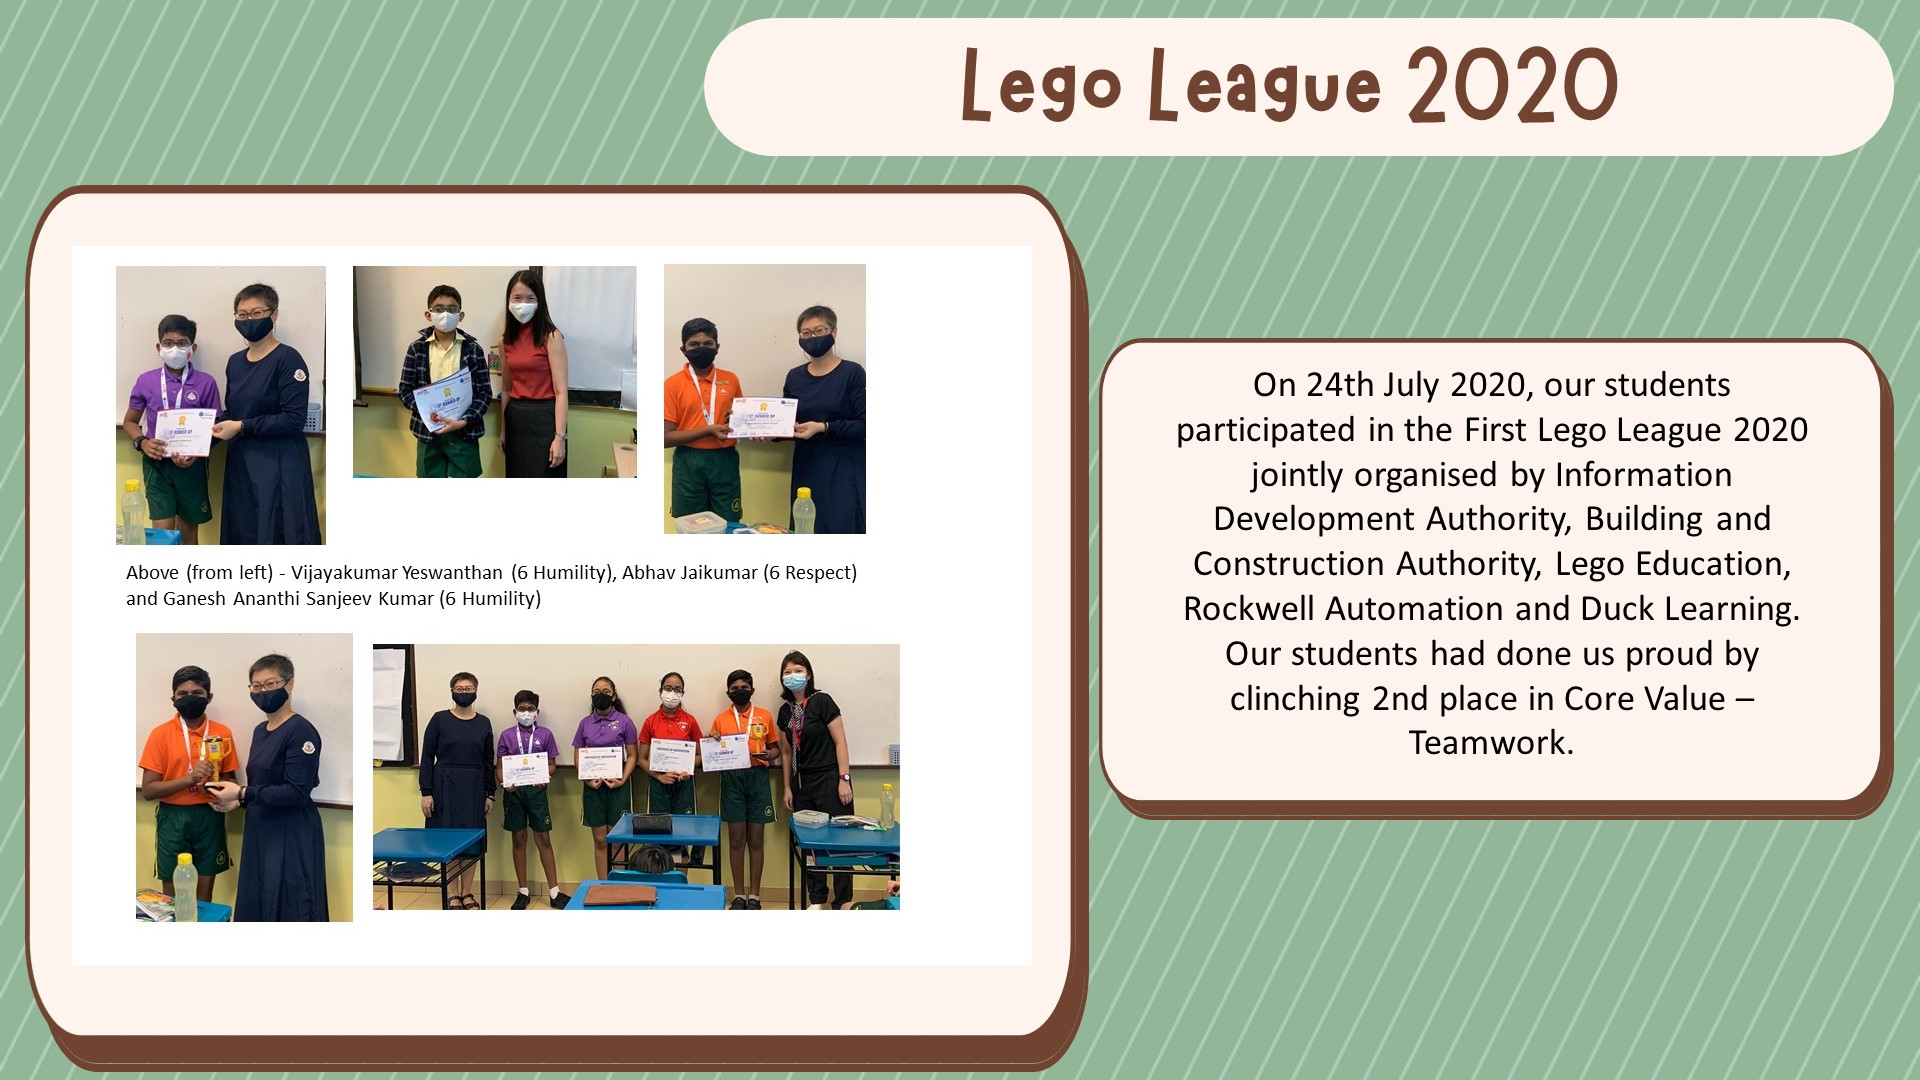 Lego League 2020
Above (from left) - Vijayakumar Yeswanthan (6 Humility), Abhav Jaikumar (6 Respect)
and Ganesh Ananthi Sanjeev Kumar (6 Humility)
On 24th July 2020, our students
participated in the First Lego League 2020
jointly organised by Information
Development Authority, Building and
Construction Authority, Lego Education,
Rockwell Automation and Duck Learning.
Our students had done us proud by
clinching 2nd place in Core Value –
Teamwork.